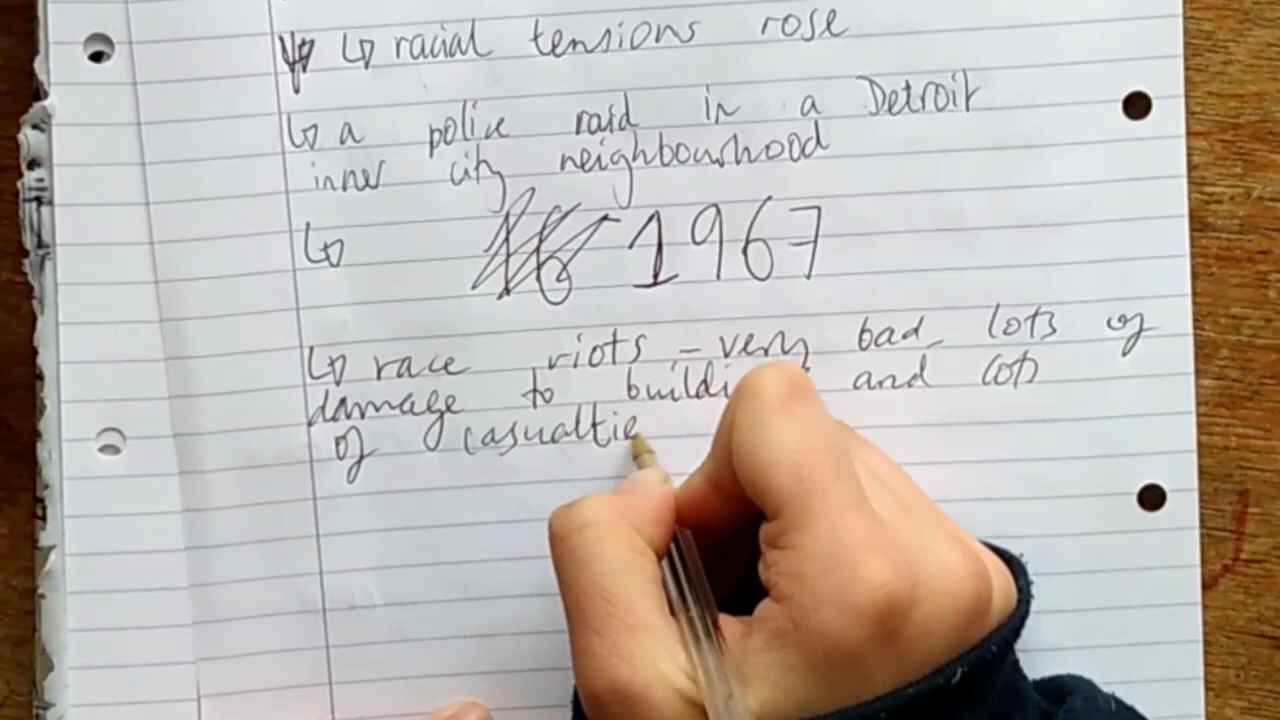 ↳ racial tensions rose
↳ a police raid in a Detroit
inner city neighbourhood
↳ 1967
↳ race riots - very bad, lots of
damage to buildi and lots
of casualtie